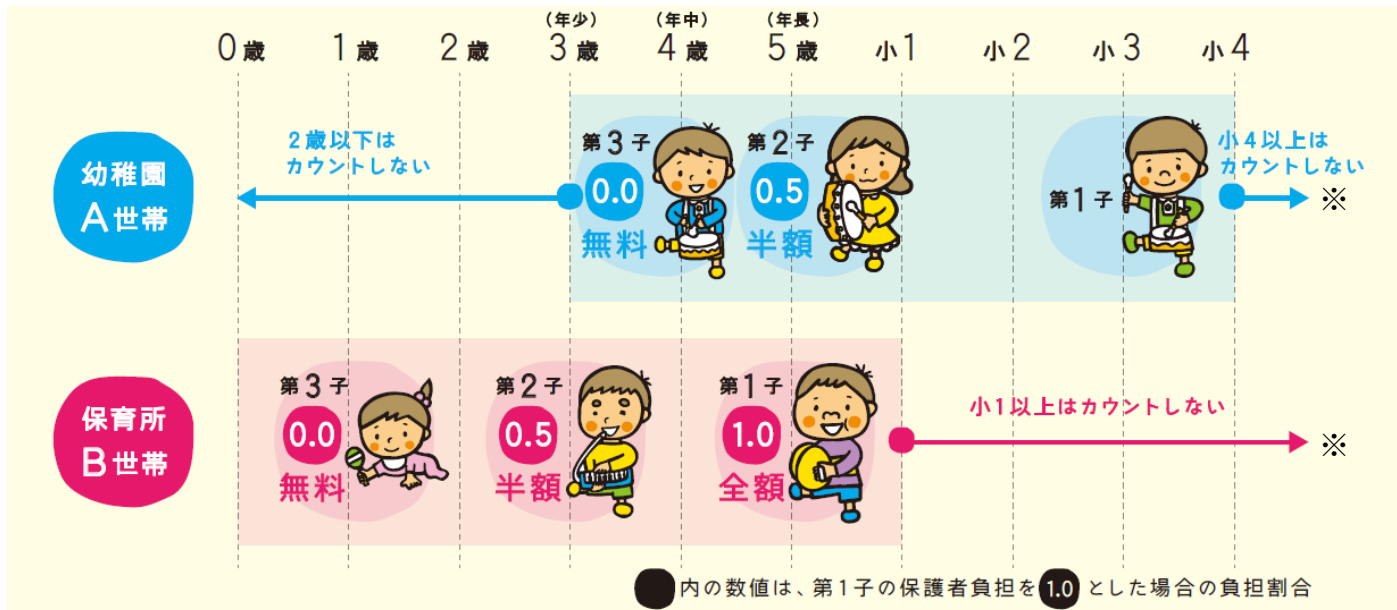 (年少) (年中) (年長)
0歳 1歳 2歳 3歳 4歳 5歳 小1 小2 小3 小4
幼稚園
A世帯
2歳以下は
カウントしない
第3子
0.0
無料
第2子
0.5
半額
第1子
小4以上は
カウントしない
※
保育所
B世帯
第3子
0.0
無料
第2子
0.5
半額
第1子
1.0
全額
小1以上はカウントしない
※
内の数値は、第1子の保護者負担を1.0とした場合の負担割合